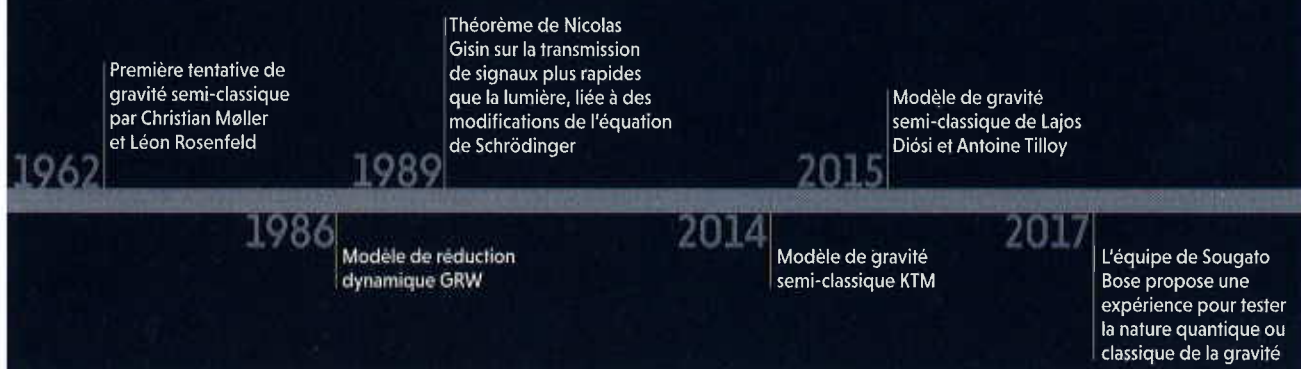 1962
Première tentative de
gravité semi-classique
par Christian Møller
et Léon Rosenfeld
1986
Modèle de réduction
dynamique GRW
1989
Théorème de Nicolas
Gisin sur la transmission
de signaux plus rapides
que la lumière, liée à des
modifications de l'équation
de Schrödinger
2014
Modèle de gravité
semi-classique KTM
2015
Modèle de gravité
semi-classique de Lajos
Diósi et Antoine Tilloy
2017
L'équipe de Sougato
Bose propose une
expérience pour tester
la nature quantique ou
classique de la gravité